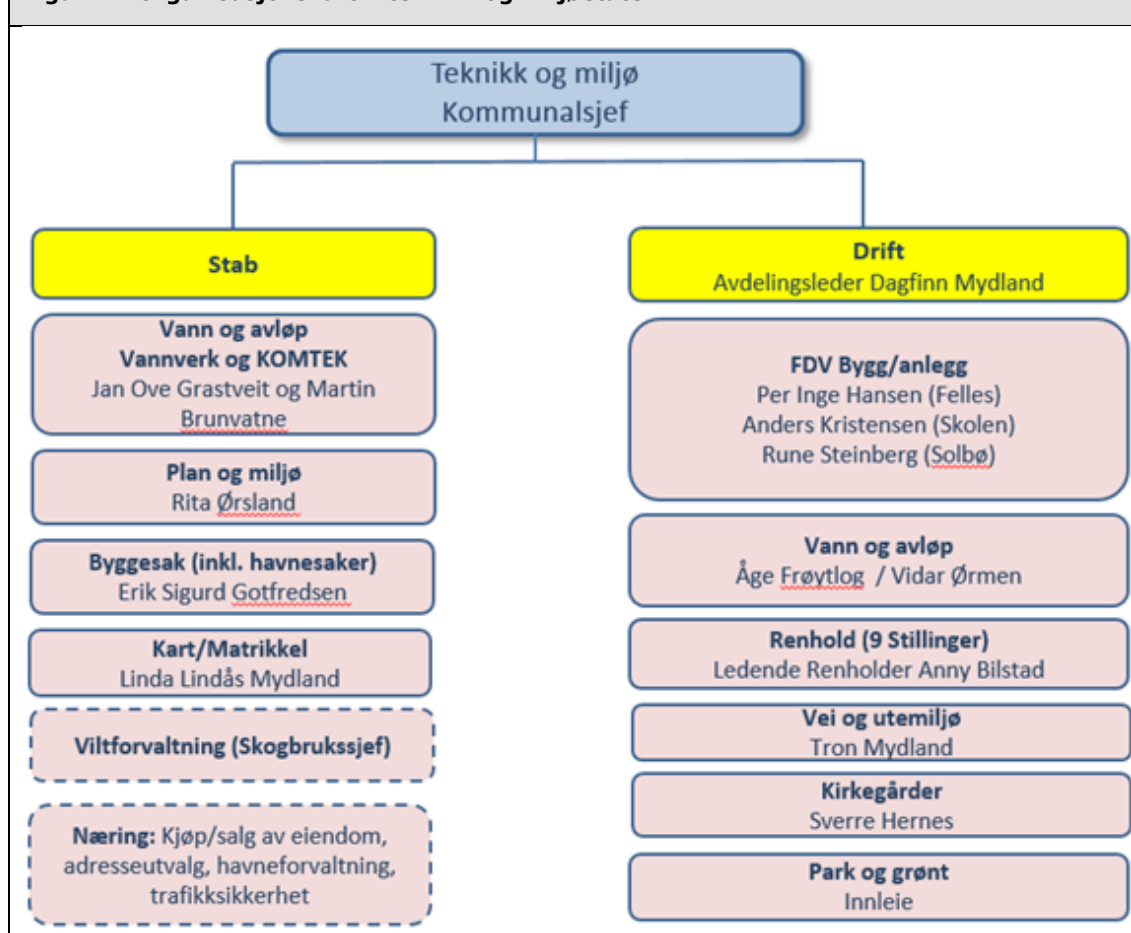 Teknikk og miljø
Kommunalsjef
Stab
Vann og avløp
Vannverk og KOMTEK
Jan Ove Grastveit og Martin
Brunvatne
Plan og miljø
Rita Ørsland
Byggesak (inkl. havnesaker)
Erik Sigurd Gotfredsen
Kart/Matrikkel
Linda Lindås Mydland
Viltforvaltning (Skogbrukssjef)
Næring: Kjøp/salg av eiendom,
adresseutvalg, havneforvaltning,
trafikksikkerhet
Drift
Avdelingsleder Dagfinn Mydland
FDV Bygg/anlegg
Per Inge Hansen (Felles)
Anders Kristensen (Skolen)
Rune Steinberg (Solbø)
Vann og avløp
Åge Frøytlog / Vidar Ørmen
Renhold (9 Stillinger)
Ledende Renholder Anny Bilstad
Vei og utemiljø
Tron Mydland
Kirkegårder
Sverre Hernes
Park og grønt
Innleie